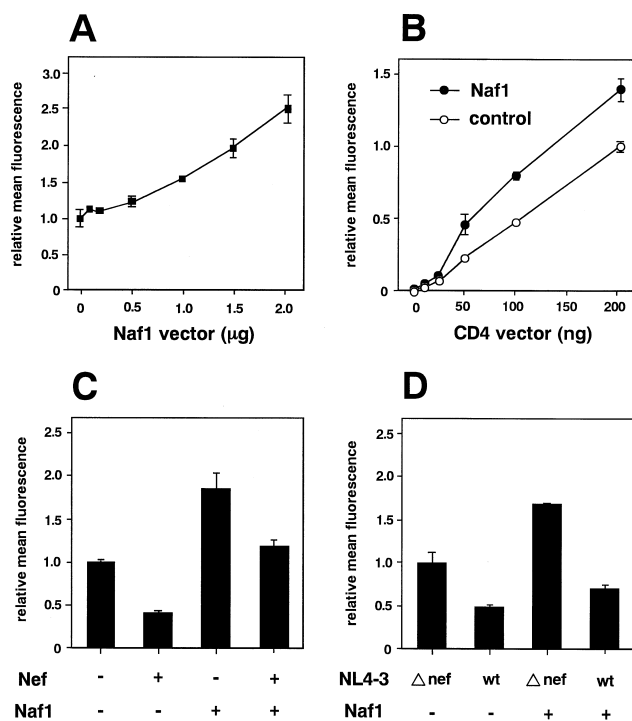 A
relative mean fluorescence
3.0
2.5
2.0
1.5
1.0
0.5
0
0 0.5 1.0 1.5 2.0
Naf1 vector (μg)
B
relative mean fluorescence
1.5
1.0
0.5
0
Naf1
control
0 50 100 150 200
CD4 vector (ng)
C
relative mean fluorescence
2.5
2.0
1.5
1.0
0.5
0
Nef - + - +
Naf1 - - + +
D
relative mean fluorescence
2.5
2.0
1.5
1.0
0.5
0
NL4-3 △nef wt △nef wt
Naf1 - - + +